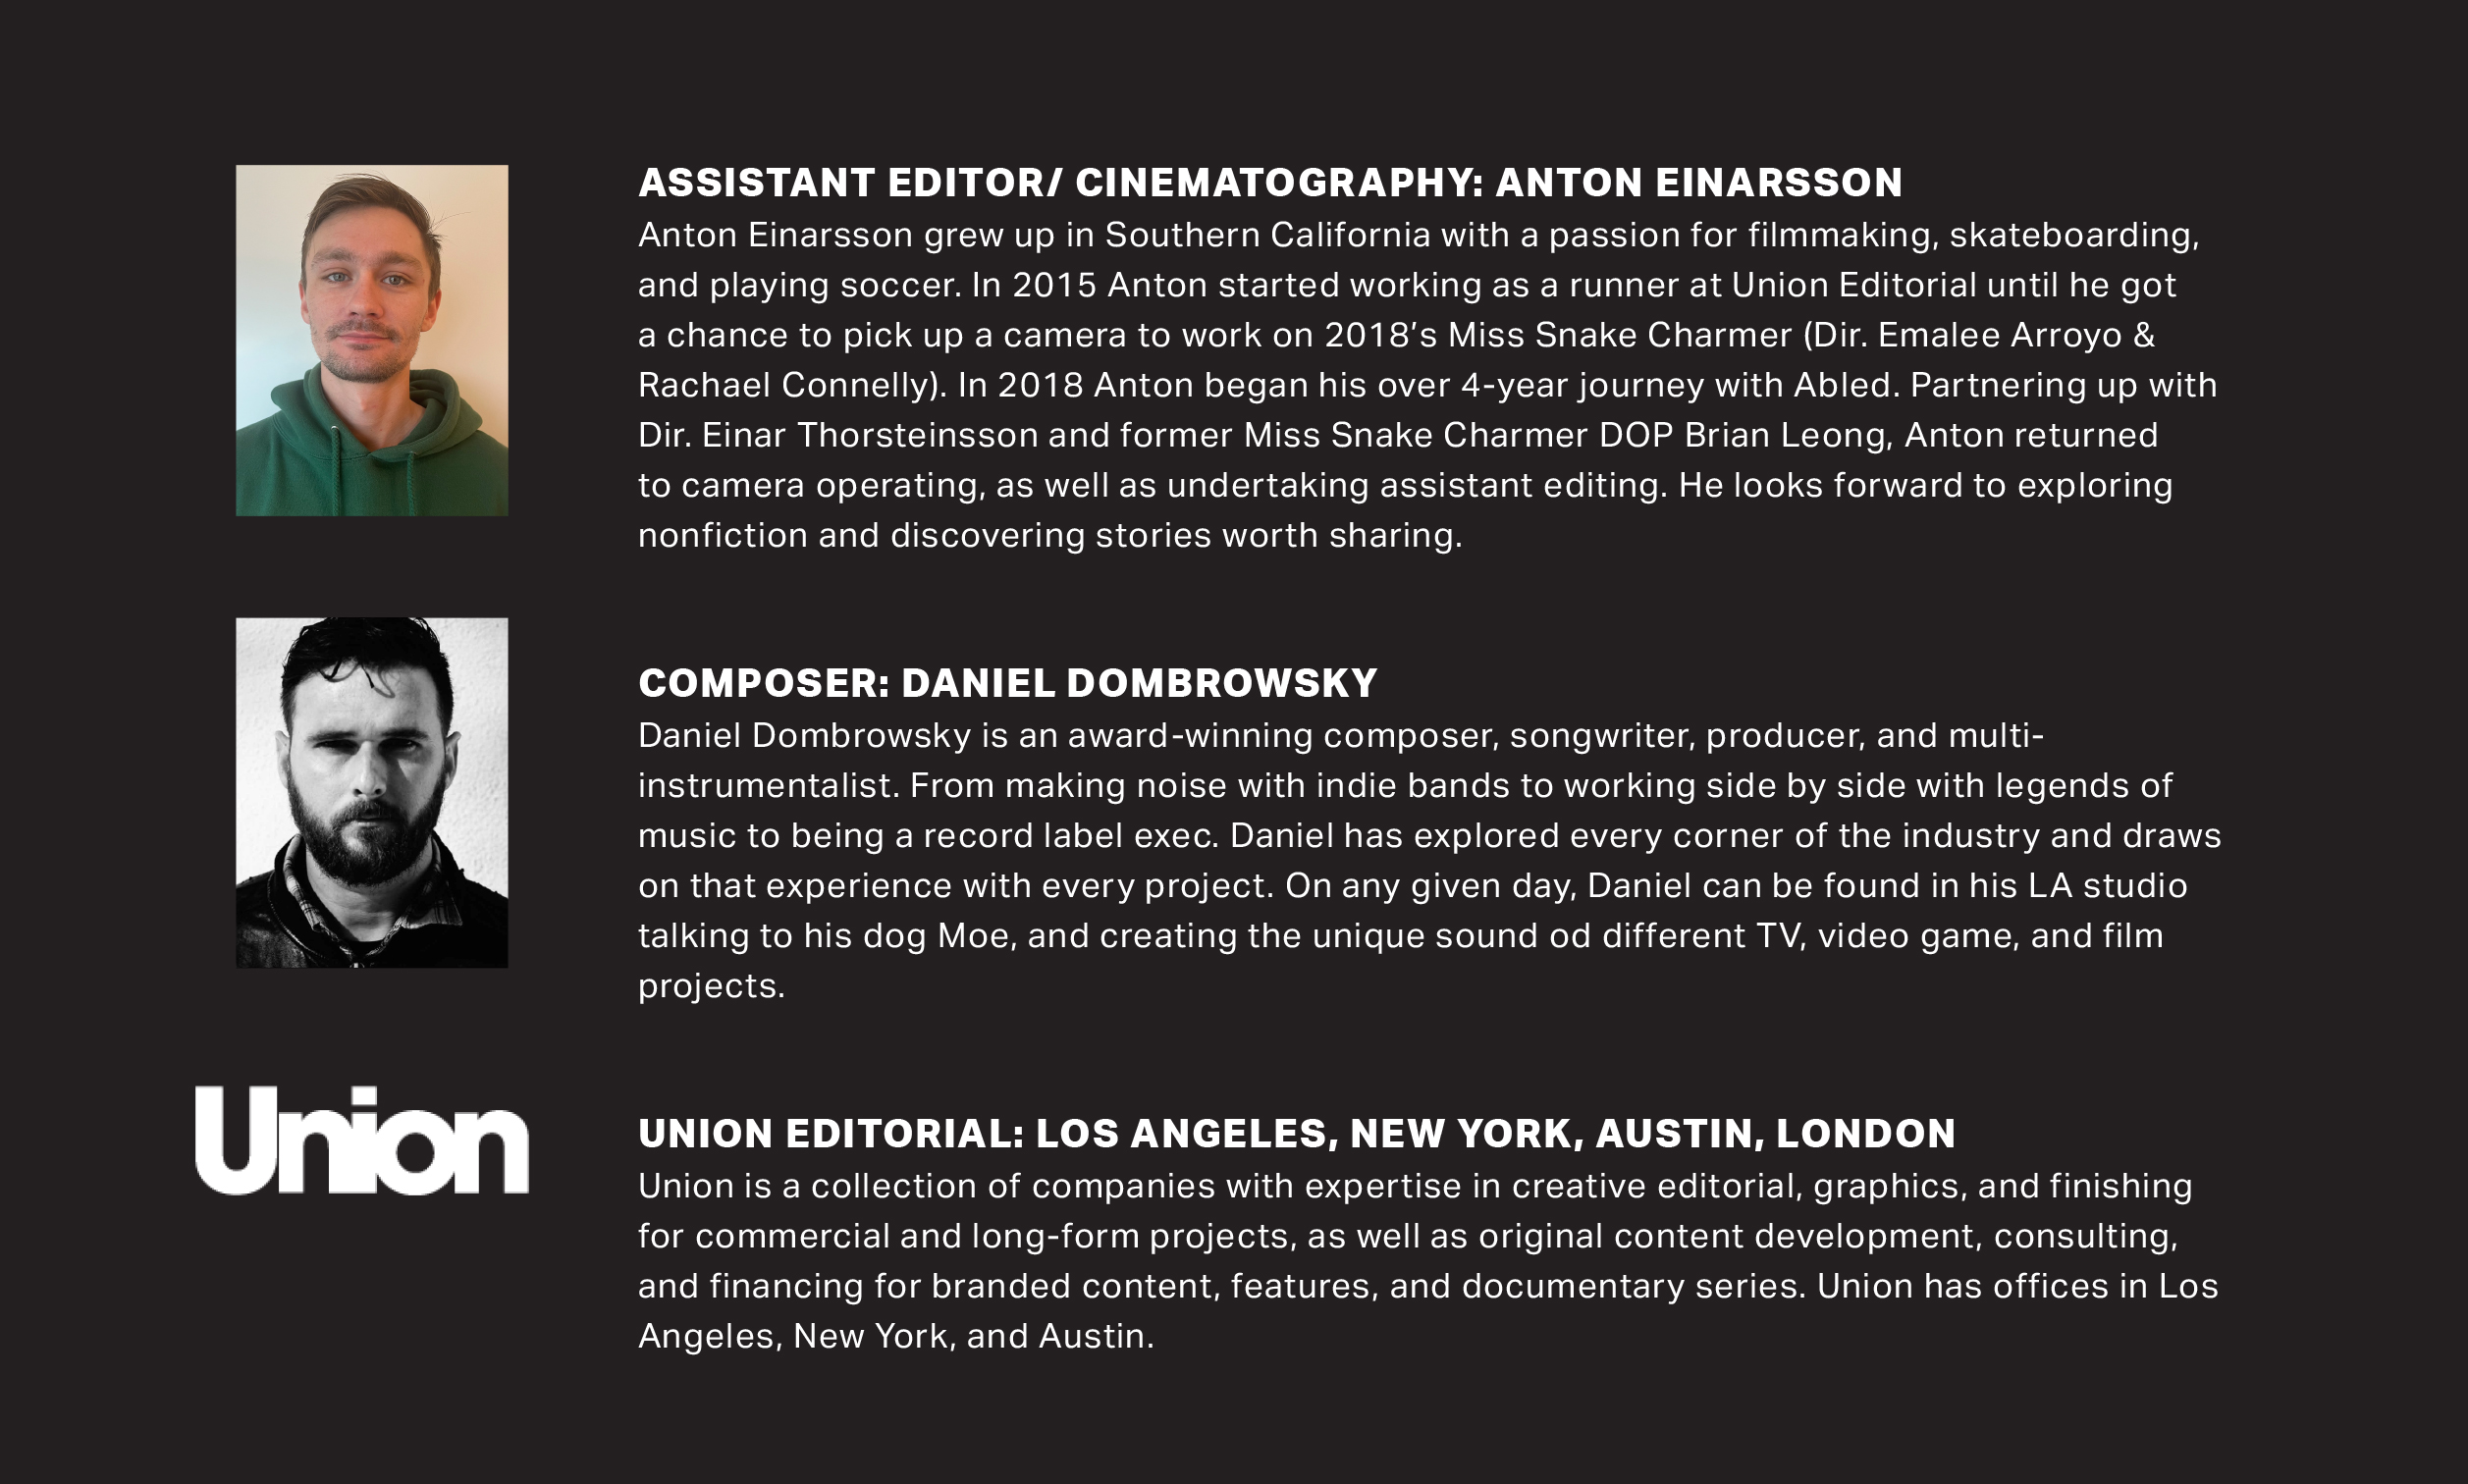 ASSISTANT EDITOR/ CINEMATOGRAPHY: ANTON EINARSSON
Anton Einarsson grew up in Southern California with a passion for filmmaking, skateboarding,
and playing soccer. In 2015 Anton started working as a runner at Union Editorial until he got
a chance to pick up a camera to work on 2018’s Miss Snake Charmer (Dir. Emalee Arroyo &
Rachael Connelly). In 2018 Anton began his over 4-year journey with Abled. Partnering up with
Dir. Einar Thorsteinsson and former Miss Snake Charmer DOP Brian Leong, Anton returned
to camera operating, as well as undertaking assistant editing. He looks forward to exploring
nonfiction and discovering stories worth sharing.
COMPOSER: DANIEL DOMBROWSKY
Daniel Dombrowsky is an award-winning composer, songwriter, producer, and multi-
instrumentalist. From making noise with indie bands to working side by side with legends of
music to being a record label exec. Daniel has explored every corner of the industry and draws
on that experience with every project. On any given day, Daniel can be found in his LA studio
talking to his dog Moe, and creating the unique sound od different TV, video game, and film
projects.
Union
UNION EDITORIAL: LOS ANGELES, NEW YORK, AUSTIN, LONDON
Union is a collection of companies with expertise in creative editorial, graphics, and finishing
for commercial and long-form projects, as well as original content development, consulting,
and financing for branded content, features, and documentary series. Union has offices in Los
Angeles, New York, and Austin.